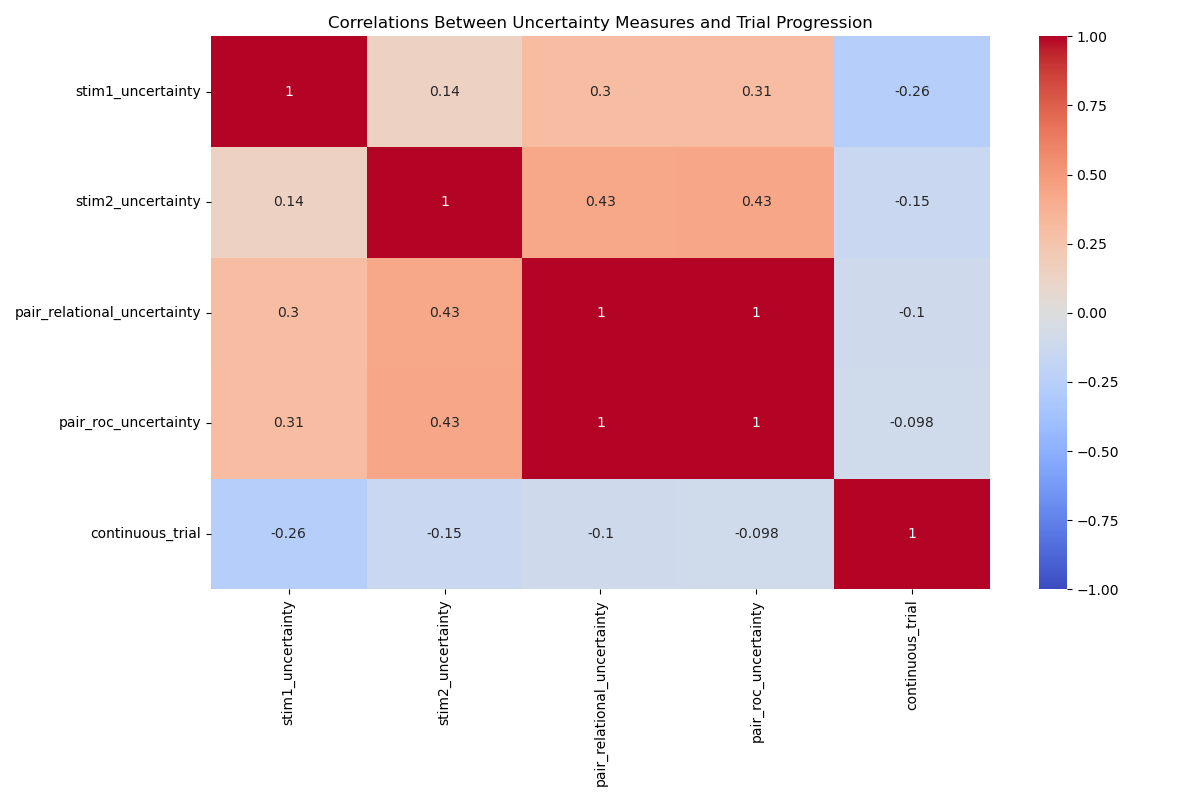 Correlations Between Uncertainty Measures and Trial Progression
stim1_uncertainty 1 0.14 0.3 0.31 -0.26
stim2_uncertainty 0.14 1 0.43 0.43 -0.15
pair_relational_uncertainty 0.3 0.43 1 1 -0.1
pair_roc_uncertainty 0.31 0.43 1 1 -0.098
continuous_trial -0.26 -0.15 -0.1 -0.098 1
stim1_uncertainty
stim2_uncertainty
pair_relational_uncertainty
pair_roc_uncertainty
continuous_trial
1.00
0.75
0.50
0.25
0.00
−0.25
−0.50
−0.75
−1.00